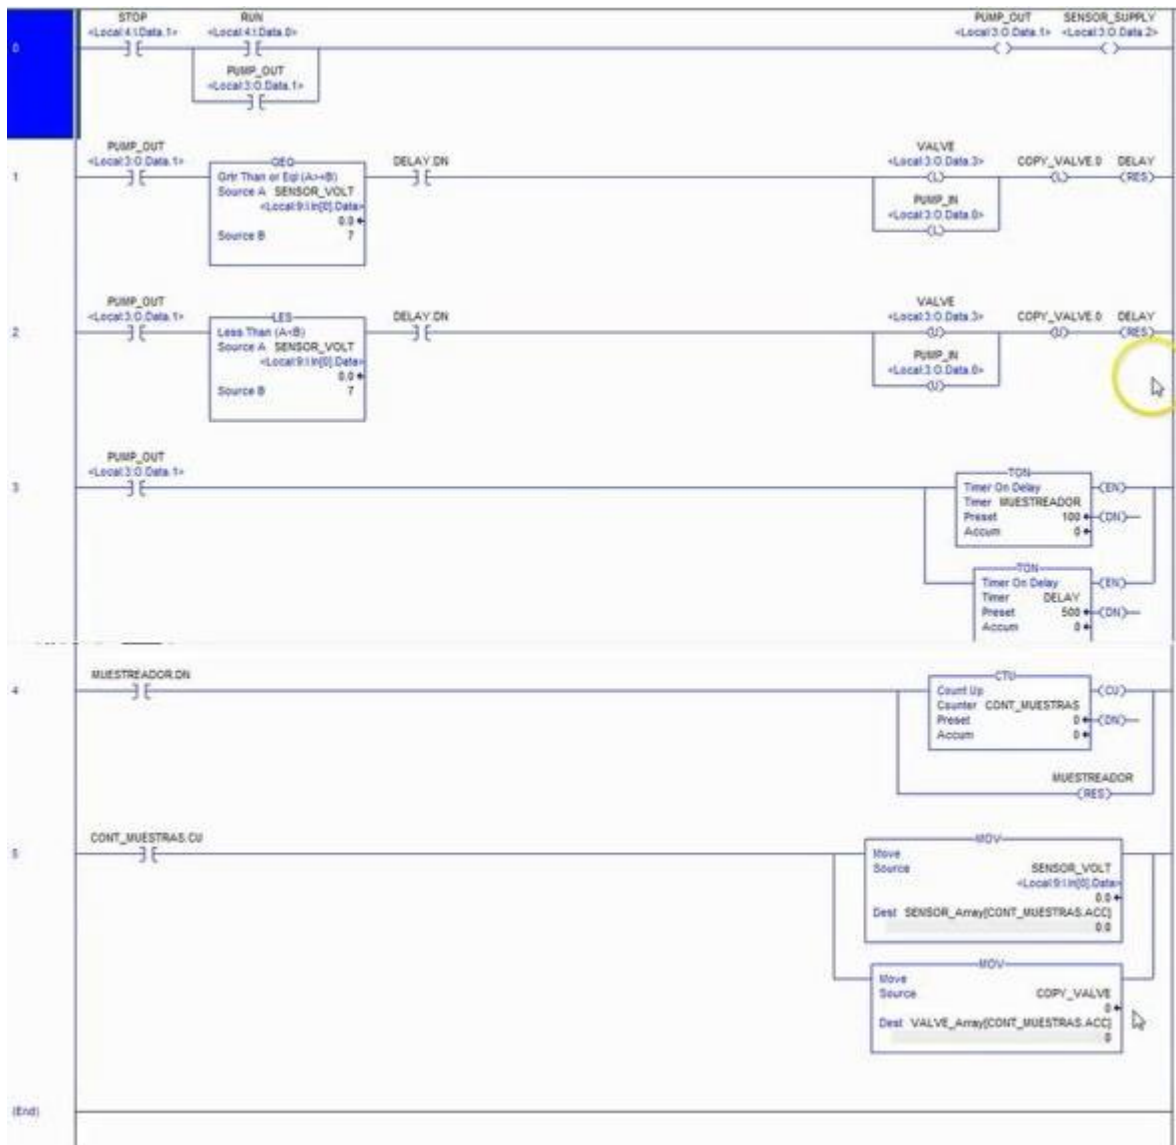 STOP RUN PUMP_OUT SENSOR_SUPPLY
<Local:4:I.Data.1> <Local:4:I.Data.0> <Local:3:O.Data.1> <Local:3:O.Data.2>
0
PUMP_OUT
<Local:3:O.Data.1>
PUMP_OUT VALVE
<Local:3:O.Data.1> GEQ DELAY.DN <Local:3:O.Data.3> COPY_VALVE.0 DELAY
1 Grtr Than or Eql (A>=B) (L) (L) (RES)
Source A SENSOR_VOLT
<Local:9:I.In[0].Data>
0.0
Source B 7
PUMP_IN
<Local:3:O.Data.0>
(L)
PUMP_OUT VALVE
<Local:3:O.Data.1> LES DELAY.DN <Local:3:O.Data.3> COPY_VALVE.0 DELAY
2 Less Than (A<B) (U) (U) (RES)
Source A SENSOR_VOLT
<Local:9:I.In[0].Data>
0.0
Source B 7
PUMP_IN
<Local:3:O.Data.0>
(U)
PUMP_OUT
<Local:3:O.Data.1>
3
TON
Timer On Delay (EN)
Timer MUESTREADOR
Preset 100 (DN)
Accum 0
TON
Timer On Delay (EN)
Timer DELAY
Preset 500 (DN)
Accum 0
MUESTREADOR.DN
4
CTU
Count Up (CU)
Counter CONT_MUESTRAS
Preset 0 (DN)
Accum 0
MUESTREADOR
(RES)
CONT_MUESTRAS.CU
5
MOV
Move
Source SENSOR_VOLT
<Local:9:I.In[0].Data>
0.0
Dest SENSOR_Array[CONT_MUESTRAS.ACC]
0.0
MOV
Move
Source COPY_VALVE
0
Dest VALVE_Array[CONT_MUESTRAS.ACC]
0
(End)